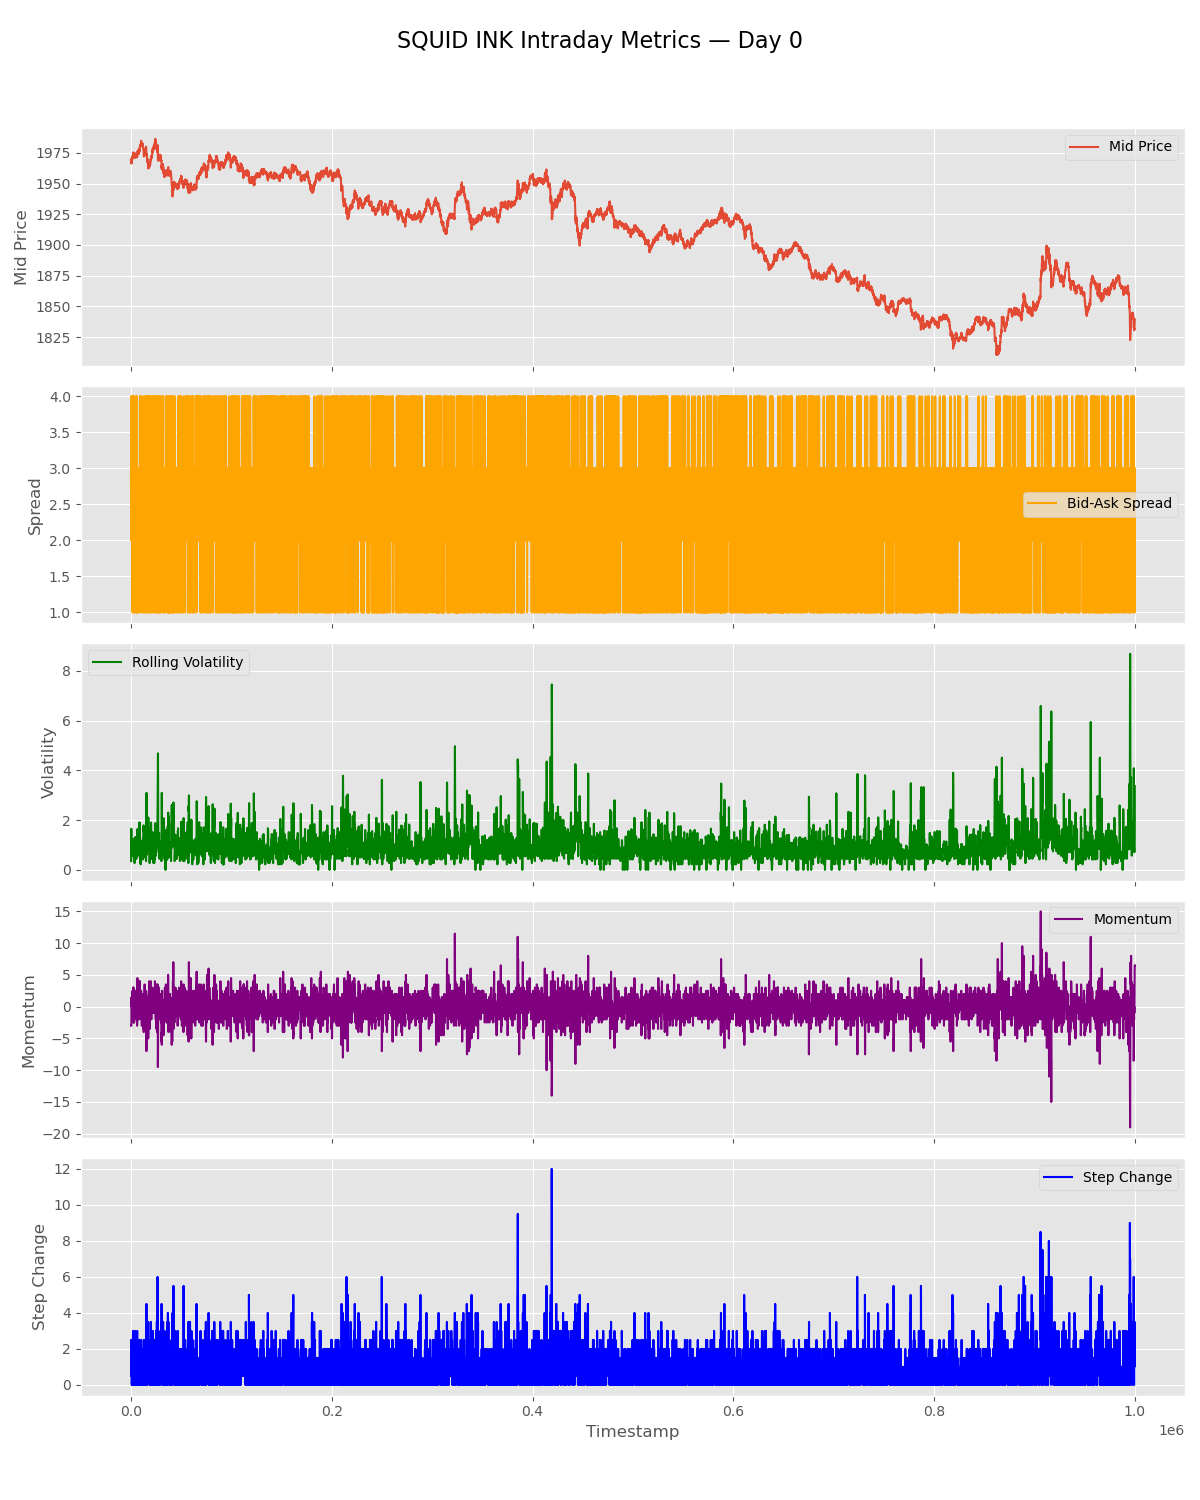 SQUID INK Intraday Metrics — Day 0
Mid Price
1975
1950
1925
1900
1875
1850
1825
Mid Price
Spread
4.0
3.5
3.0
2.5
2.0
1.5
1.0
Bid-Ask Spread
Volatility
8
6
4
2
0
Rolling Volatility
Momentum
15
10
5
0
−5
−10
−15
−20
Momentum
Step Change
12
10
8
6
4
2
0
Step Change
0.0 0.2 0.4 0.6 0.8 1.0
1e6
Timestamp